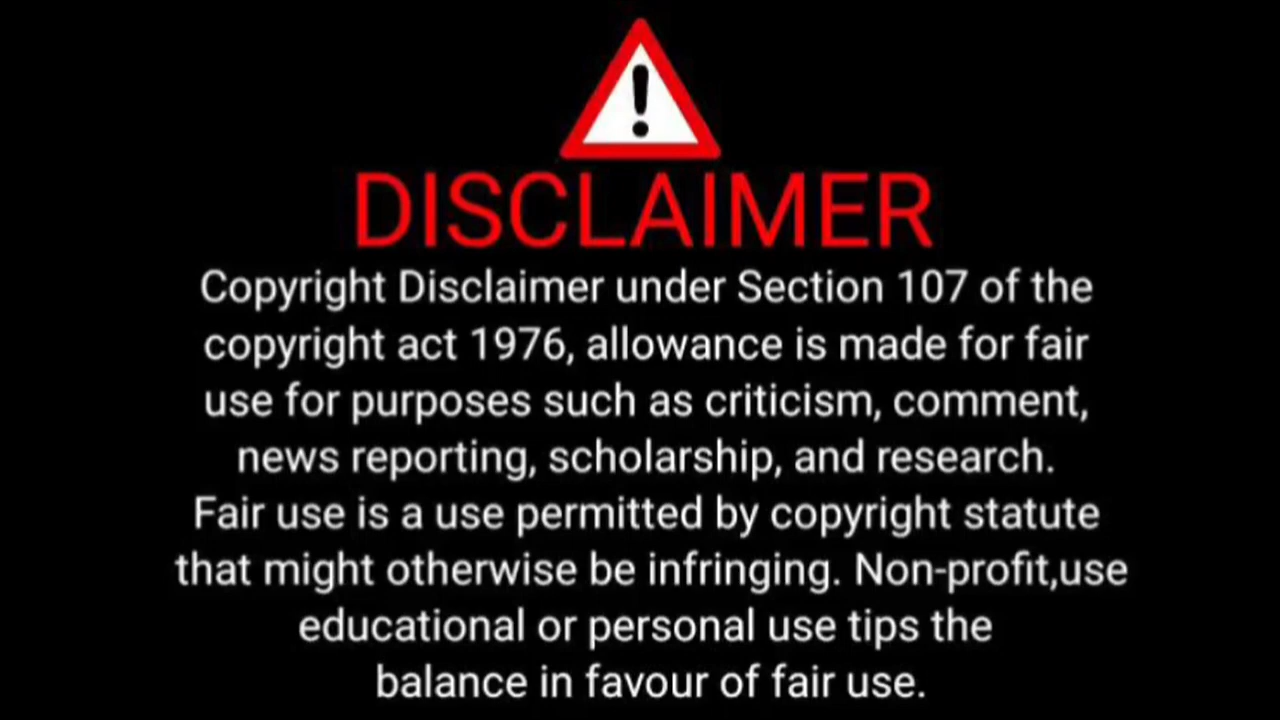 DISCLAIMER
Copyright Disclaimer under Section 107 of the
copyright act 1976, allowance is made for fair
use for purposes such as criticism, comment,
news reporting, scholarship, and research.
Fair use is a use permitted by copyright statute
that might otherwise be infringing. Non-profit,use
educational or personal use tips the
balance in favour of fair use.